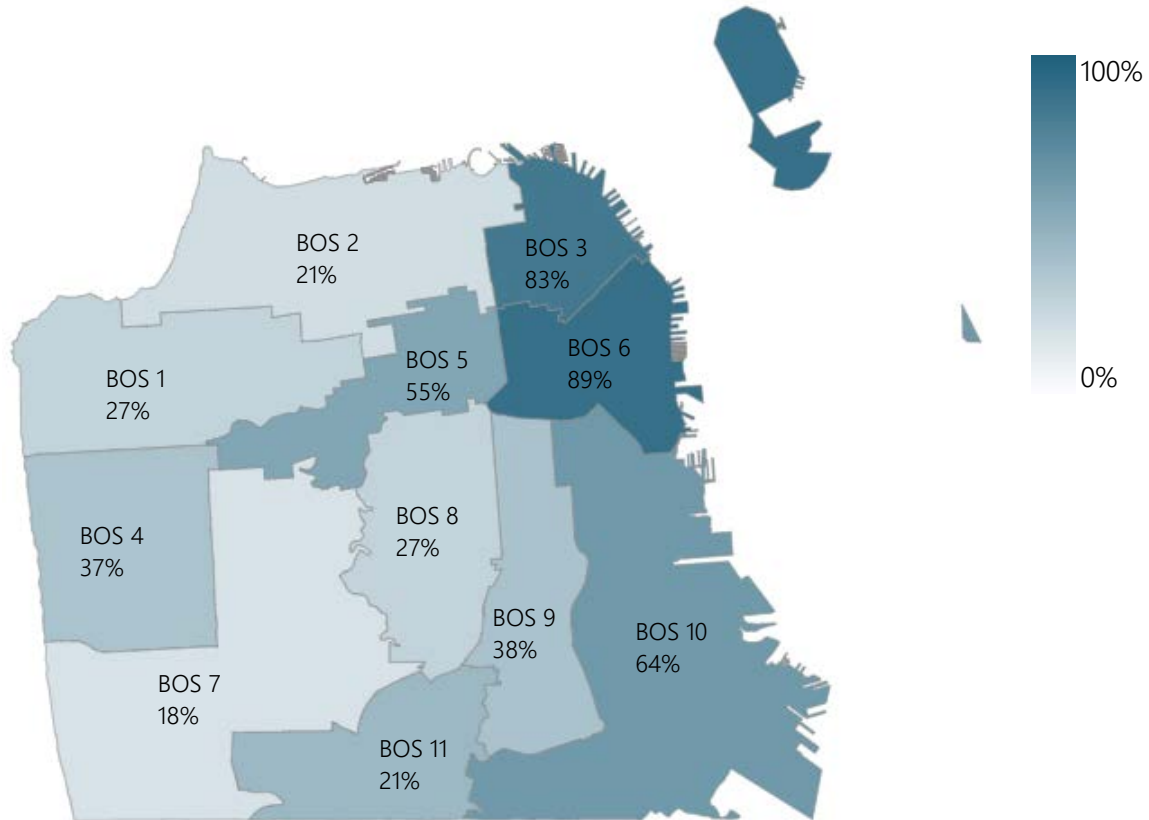 100%
BOS 2
21%
BOS 3
83%
BOS 6
89%
BOS 5
55%
BOS 1
27%
0%
BOS 4
37%
BOS 8
27%
BOS 9
38%
BOS 10
64%
BOS 7
18%
BOS 11
21%